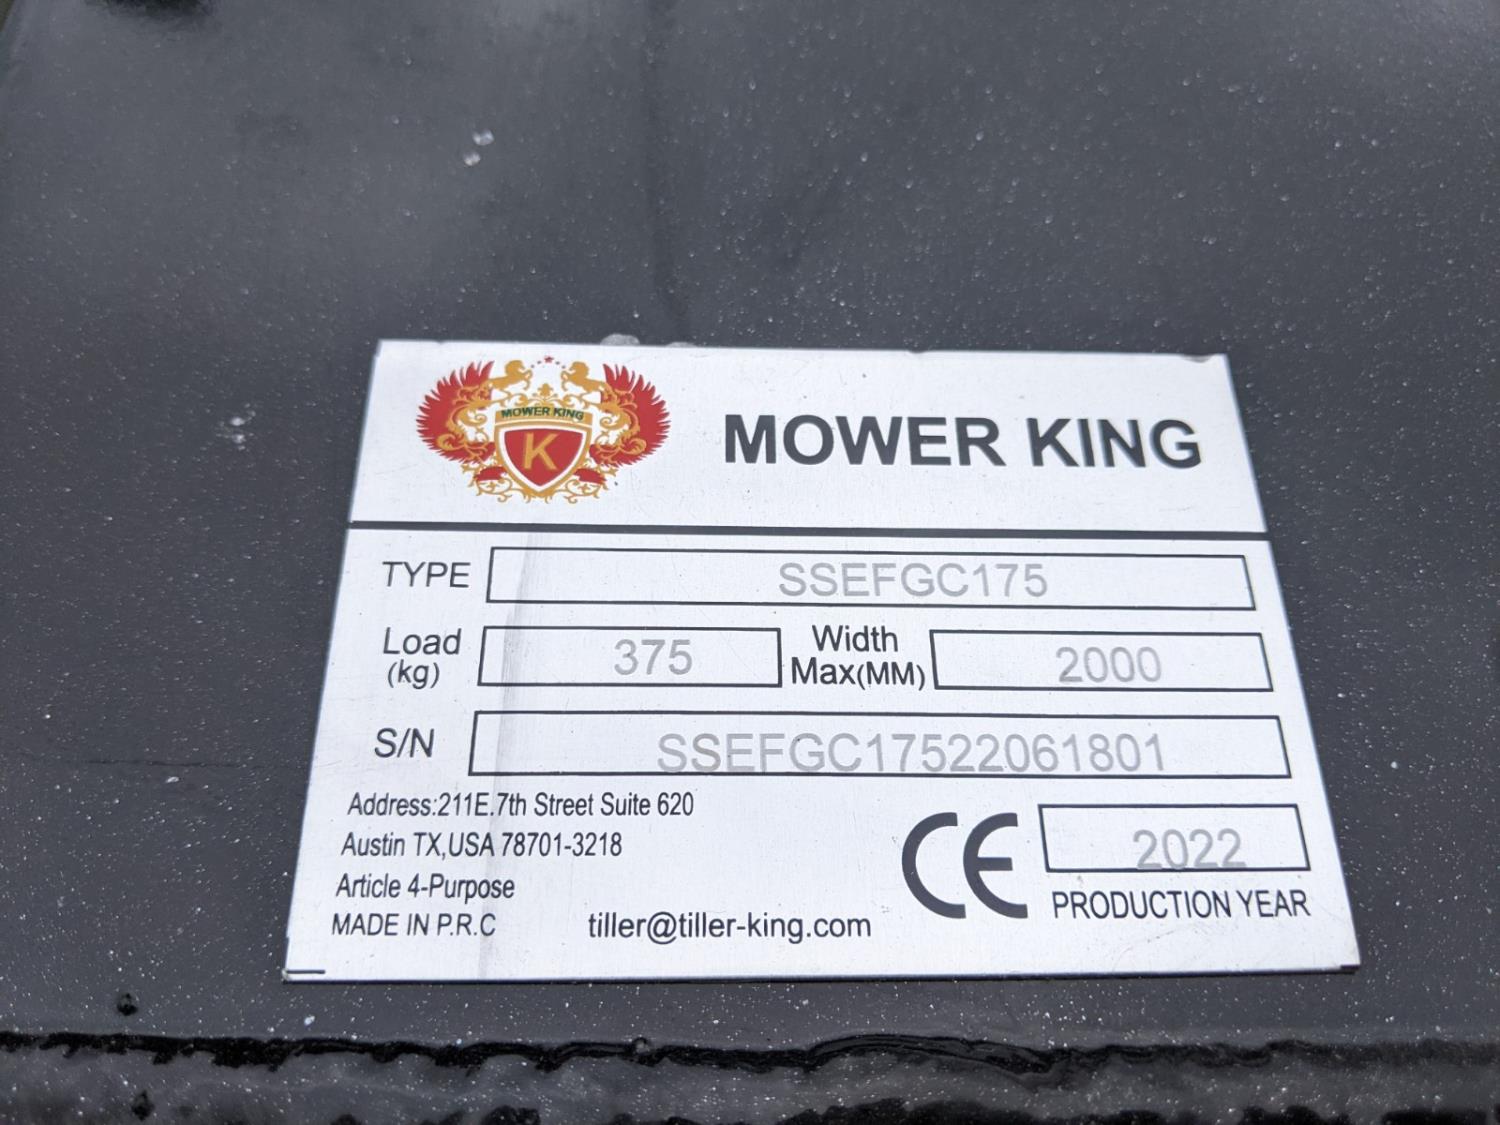 MOWER KING
K
MOWER KING
TYPE SSEFGC175
Load (kg) 375 Width Max(MM) 2000
S/N SSEFGC17522061801
Address:211E.7th Street Suite 620
Austin TX,USA 78701-3218
Article 4-Purpose
MADE IN P.R.C
tiller@tiller-king.com
CE
2022
PRODUCTION YEAR